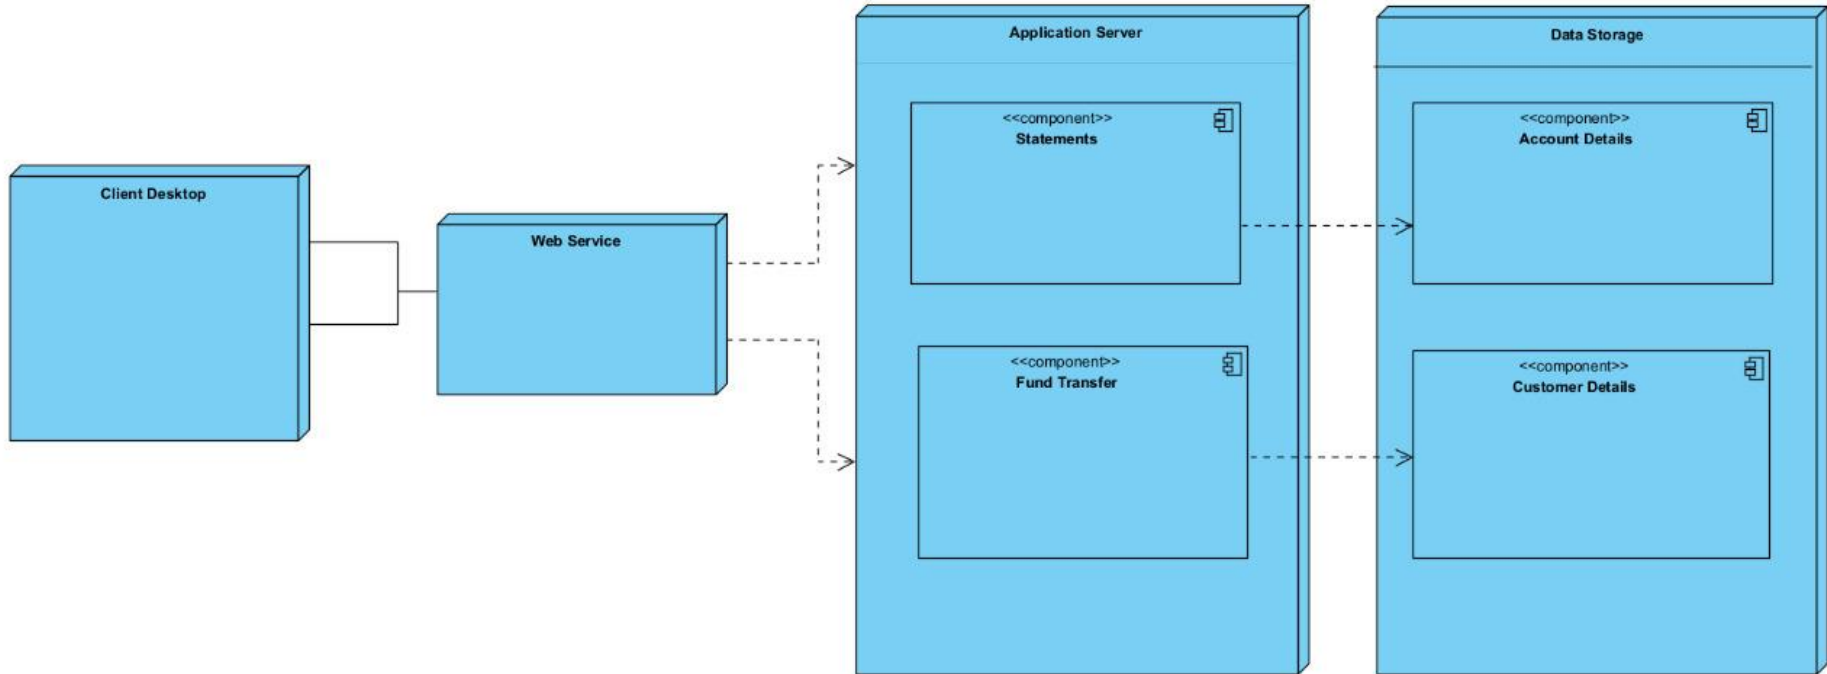 Client Desktop
Web Service
Application Server
<<component>>
Statements
<<component>>
Fund Transfer
Data Storage
<<component>>
Account Details
<<component>>
Customer Details